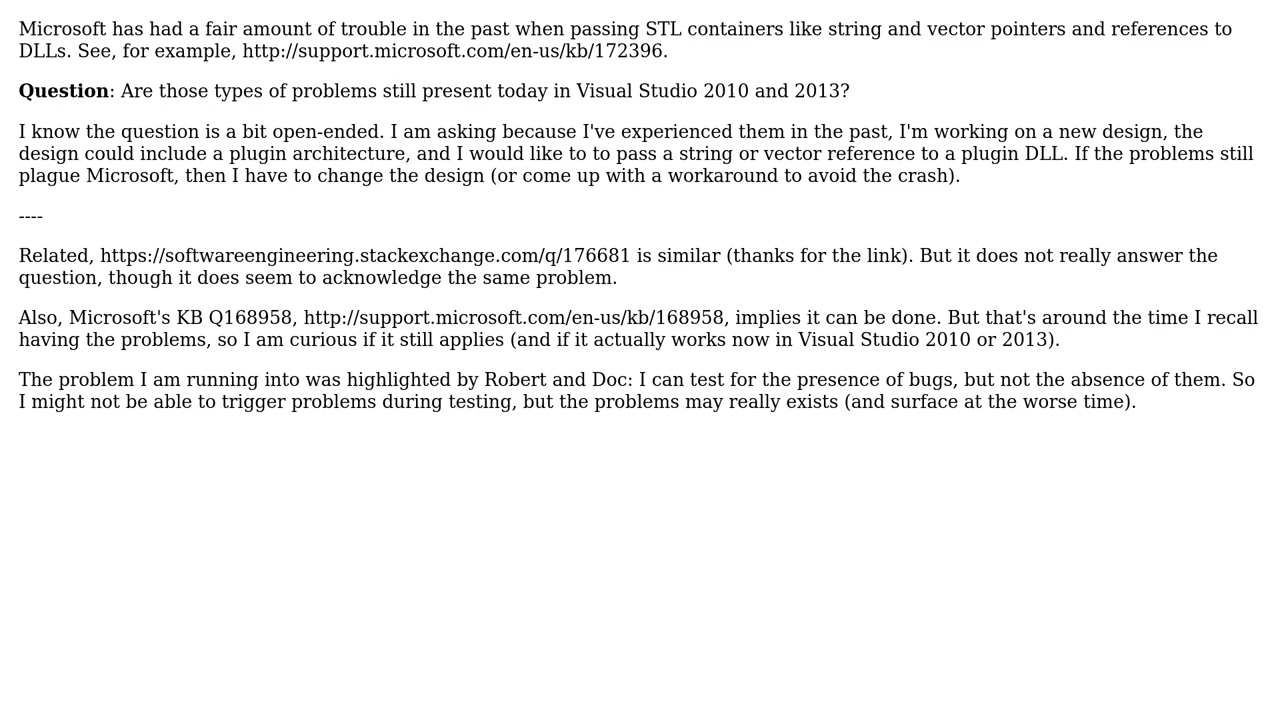 Microsoft has had a fair amount of trouble in the past when passing STL containers like string and vector pointers and references to
DLLs. See, for example, http://support.microsoft.com/en-us/kb/172396.
Question: Are those types of problems still present today in Visual Studio 2010 and 2013?
I know the question is a bit open-ended. I am asking because I've experienced them in the past, I'm working on a new design, the
design could include a plugin architecture, and I would like to to pass a string or vector reference to a plugin DLL. If the problems still
plague Microsoft, then I have to change the design (or come up with a workaround to avoid the crash).
----
Related, https://softwareengineering.stackexchange.com/q/176681 is similar (thanks for the link). But it does not really answer the
question, though it does seem to acknowledge the same problem.
Also, Microsoft's KB Q168958, http://support.microsoft.com/en-us/kb/168958, implies it can be done. But that's around the time I recall
having the problems, so I am curious if it still applies (and if it actually works now in Visual Studio 2010 or 2013).
The problem I am running into was highlighted by Robert and Doc: I can test for the presence of bugs, but not the absence of them. So
I might not be able to trigger problems during testing, but the problems may really exists (and surface at the worse time).